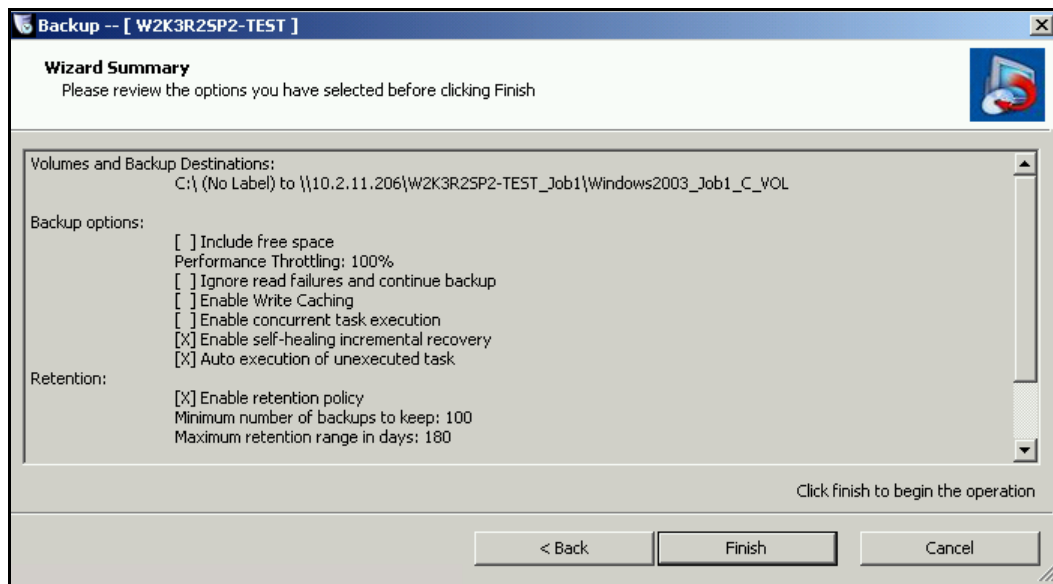 Backup -- [ W2K3R2SP2-TEST ]
Wizard Summary
Please review the options you have selected before clicking Finish
Volumes and Backup Destinations:
C:\ (No Label) to \\10.2.11.206\W2K3R2SP2-TEST_Job1\Windows2003_Job1_C_VOL
Backup options:
[ ] Include free space
Performance Throttling: 100%
[ ] Ignore read failures and continue backup
[ ] Enable Write Caching
[ ] Enable concurrent task execution
[X] Enable self-healing incremental recovery
[X] Auto execution of unexecuted task
Retention:
[X] Enable retention policy
Minimum number of backups to keep: 100
Maximum retention range in days: 180
Click finish to begin the operation
< Back
Finish
Cancel